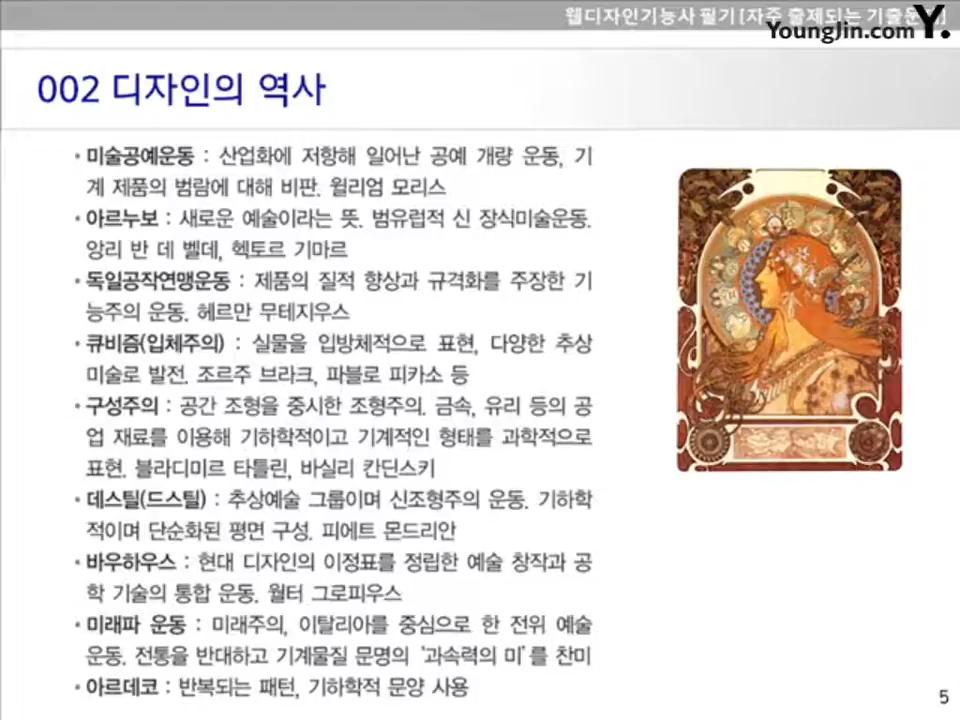 웹디자인기능사 필기 [자주 출제되는 기출문제]
YoungJin.com Y.
002 디자인의 역사
• 미술공예운동 : 산업화에 저항해 일어난 공예 개량 운동, 기
계 제품의 범람에 대해 비판. 윌리엄 모리스
• 아르누보 : 새로운 예술이라는 뜻. 범유럽적 신 장식미술운동.
앙리 반 데 벨데, 헥토르 기마르
• 독일공작연맹운동 : 제품의 질적 향상과 규격화를 주장한 기
능주의 운동. 헤르만 무테지우스
• 큐비즘(입체주의) : 실물을 입방체적으로 표현, 다양한 추상
미술로 발전. 조르주 브라크, 파블로 피카소 등
• 구성주의 : 공간 조형을 중시한 조형주의. 금속, 유리 등의 공
업 재료를 이용해 기하학적이고 기계적인 형태를 과학적으로
표현. 블라디미르 타틀린, 바실리 칸딘스키
• 데스틸(드스틸) : 추상예술 그룹이며 신조형주의 운동. 기하학
적이며 단순화된 평면 구성. 피에트 몬드리안
• 바우하우스 : 현대 디자인의 이정표를 정립한 예술 창작과 공
학 기술의 통합 운동. 월터 그로피우스
• 미래파 운동 : 미래주의, 이탈리아를 중심으로 한 전위 예술
운동. 전통을 반대하고 기계물질 문명의 '과속력의 미'를 찬미
• 아르데코 : 반복되는 패턴, 기하학적 문양 사용
5